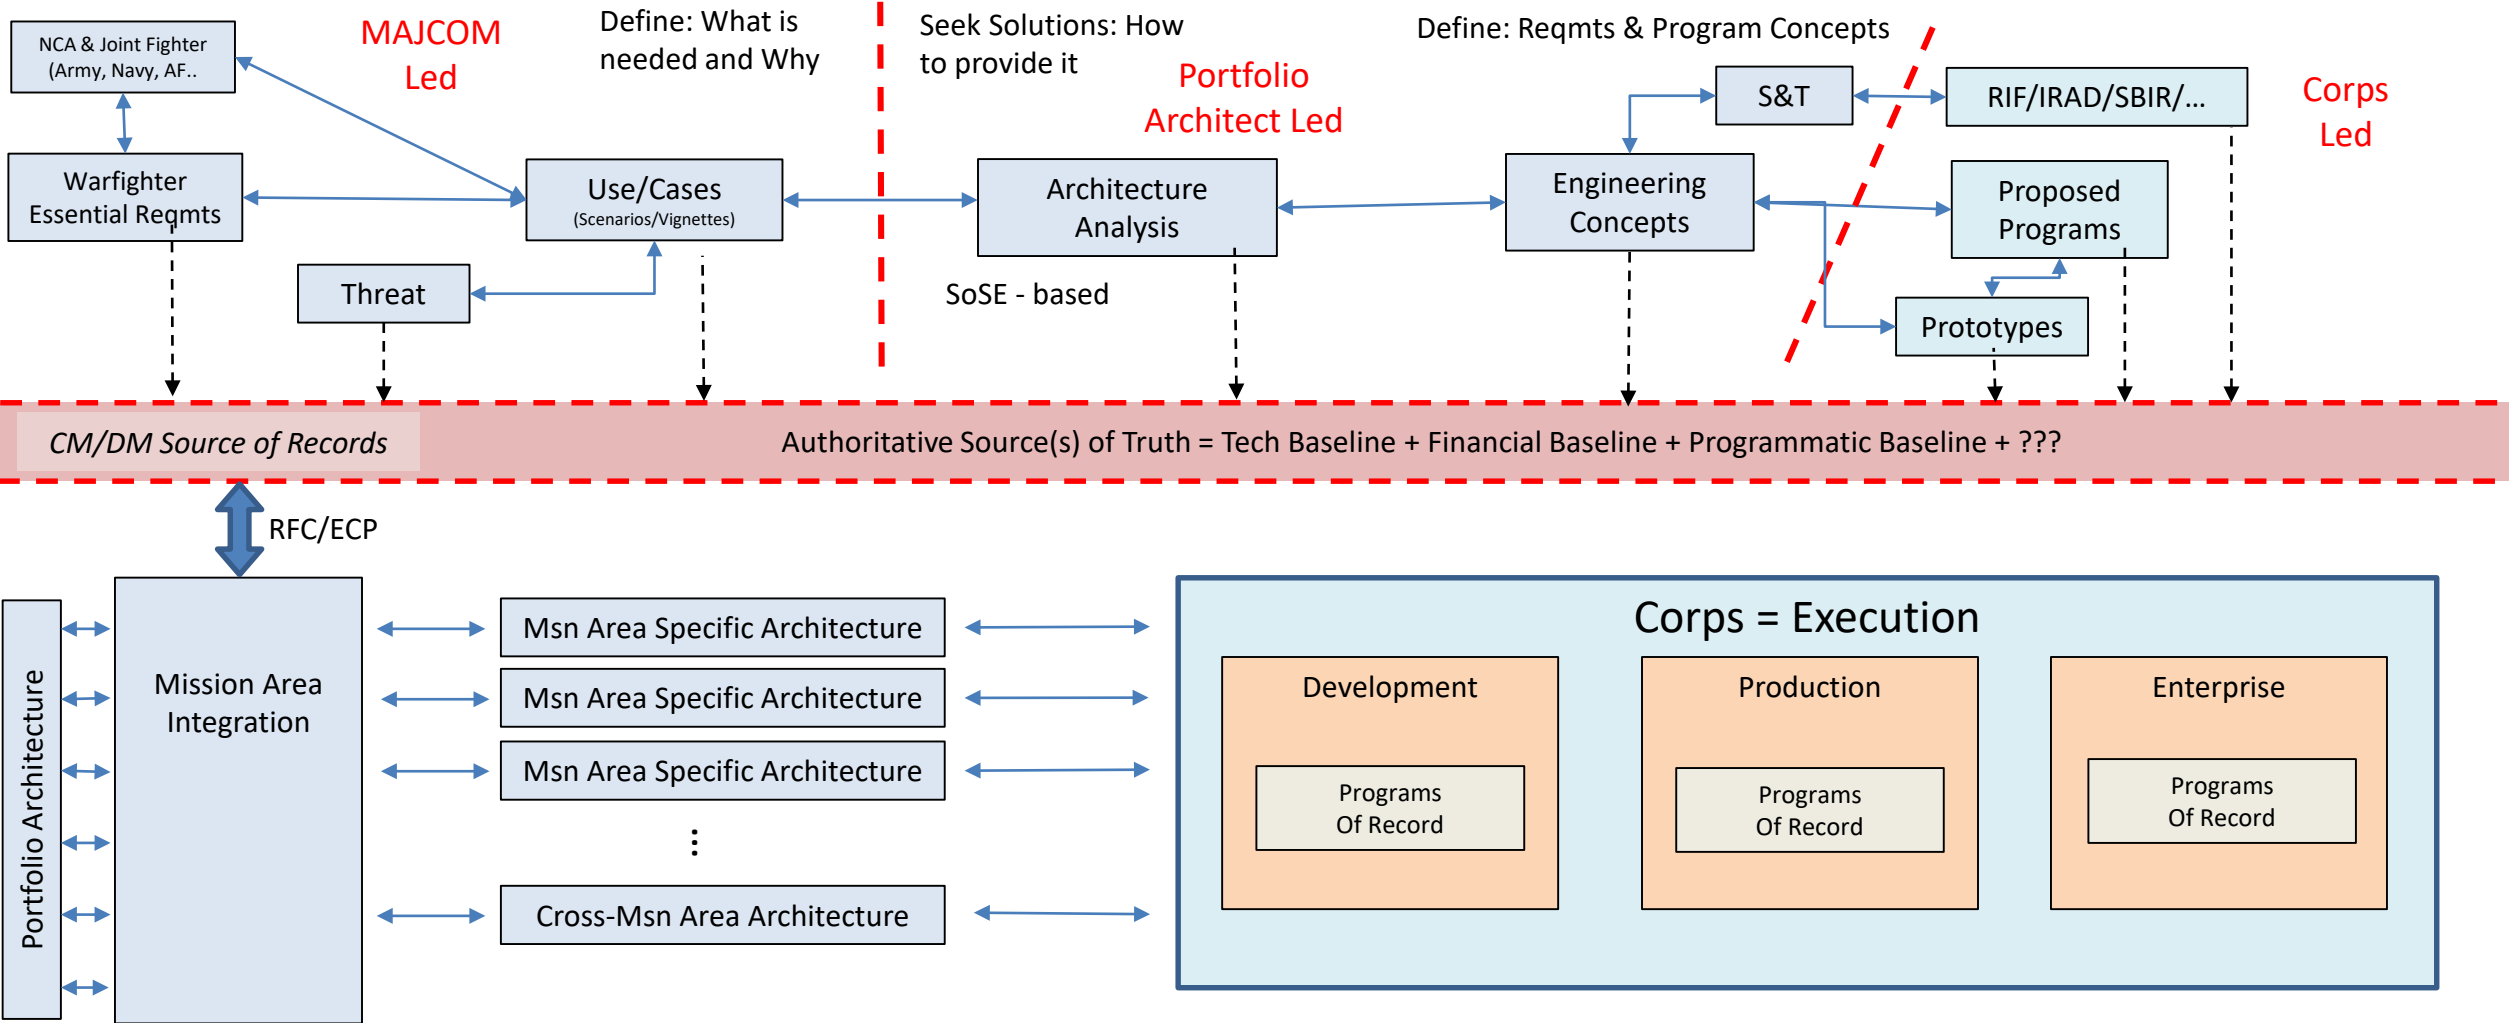 NCA & Joint Fighter
(Army, Navy, AF..
MAJCOM
Led
Define: What is
needed and Why
Seek Solutions: How
to provide it
Portfolio
Architect Led
Define: Reqmts & Program Concepts
S&T
RIF/IRAD/SBIR/...
Corps
Led
Warfighter
Essential Reqmts
Use/Cases
(Scenarios/Vignettes)
Architecture
Analysis
Engineering
Concepts
Proposed
Programs
Threat
SoSE - based
Prototypes
CM/DM Source of Records
Authoritative Source(s) of Truth = Tech Baseline + Financial Baseline + Programmatic Baseline + ???
RFC/ECP
Portfolio Architecture
Mission Area
Integration
Msn Area Specific Architecture
Msn Area Specific Architecture
Msn Area Specific Architecture
...
Cross-Msn Area Architecture
Corps = Execution
Development
Programs
Of Record
Production
Programs
Of Record
Enterprise
Programs
Of Record